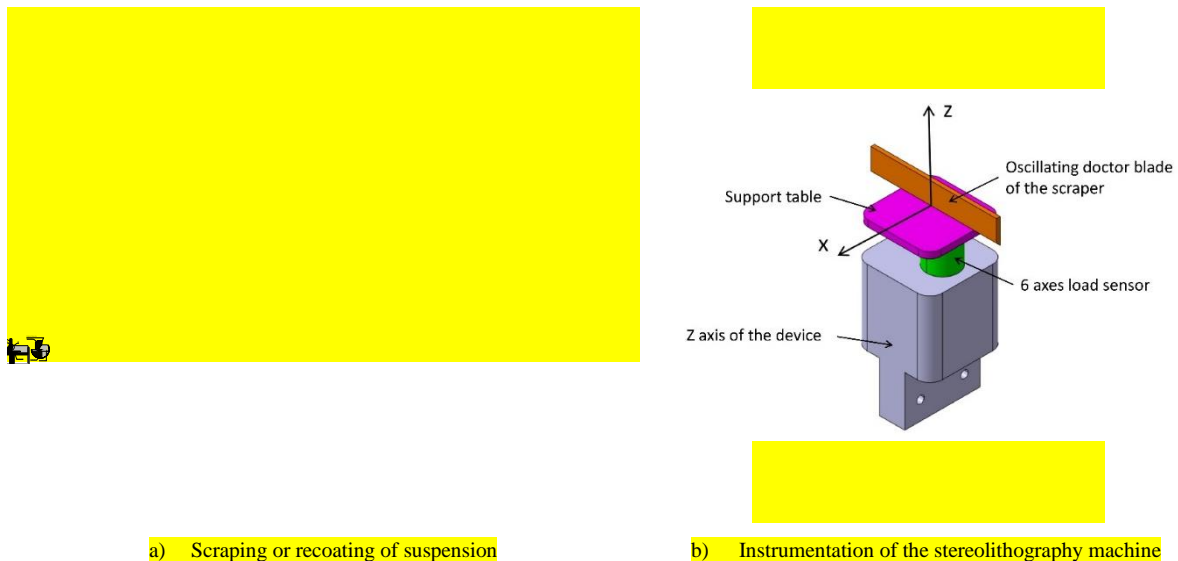 Z
Oscillating doctor blade
of the scraper
Support table
X
6 axes load sensor
Z axis of the device
a) Scraping or recoating of suspension
b) Instrumentation of the stereolithography machine